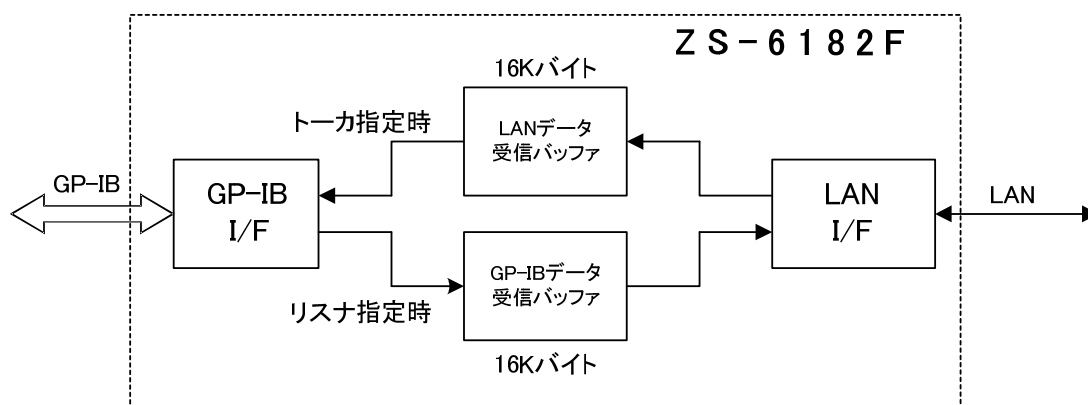 ZS-6182F
16Kバイト
トーカ指定時
LANデータ
受信バッファ
GP-IB
GP-IB
I/F
LAN
I/F
LAN
GP-IBデータ
受信バッファ
リスナ指定時
16Kバイト